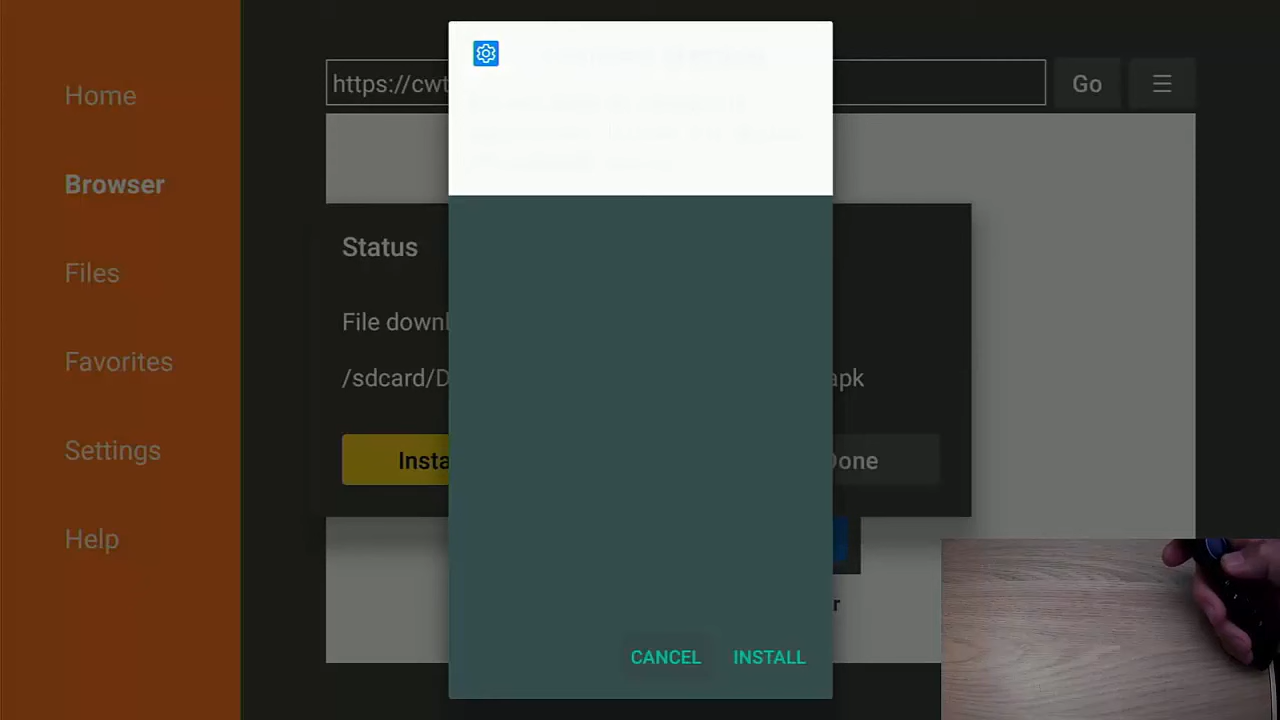 Home
Browser
Files
Favorites
Settings
Help
https://cwt
Go
Status
File downl
/sdcard/D
apk
Insta
Done
CANCEL
INSTALL